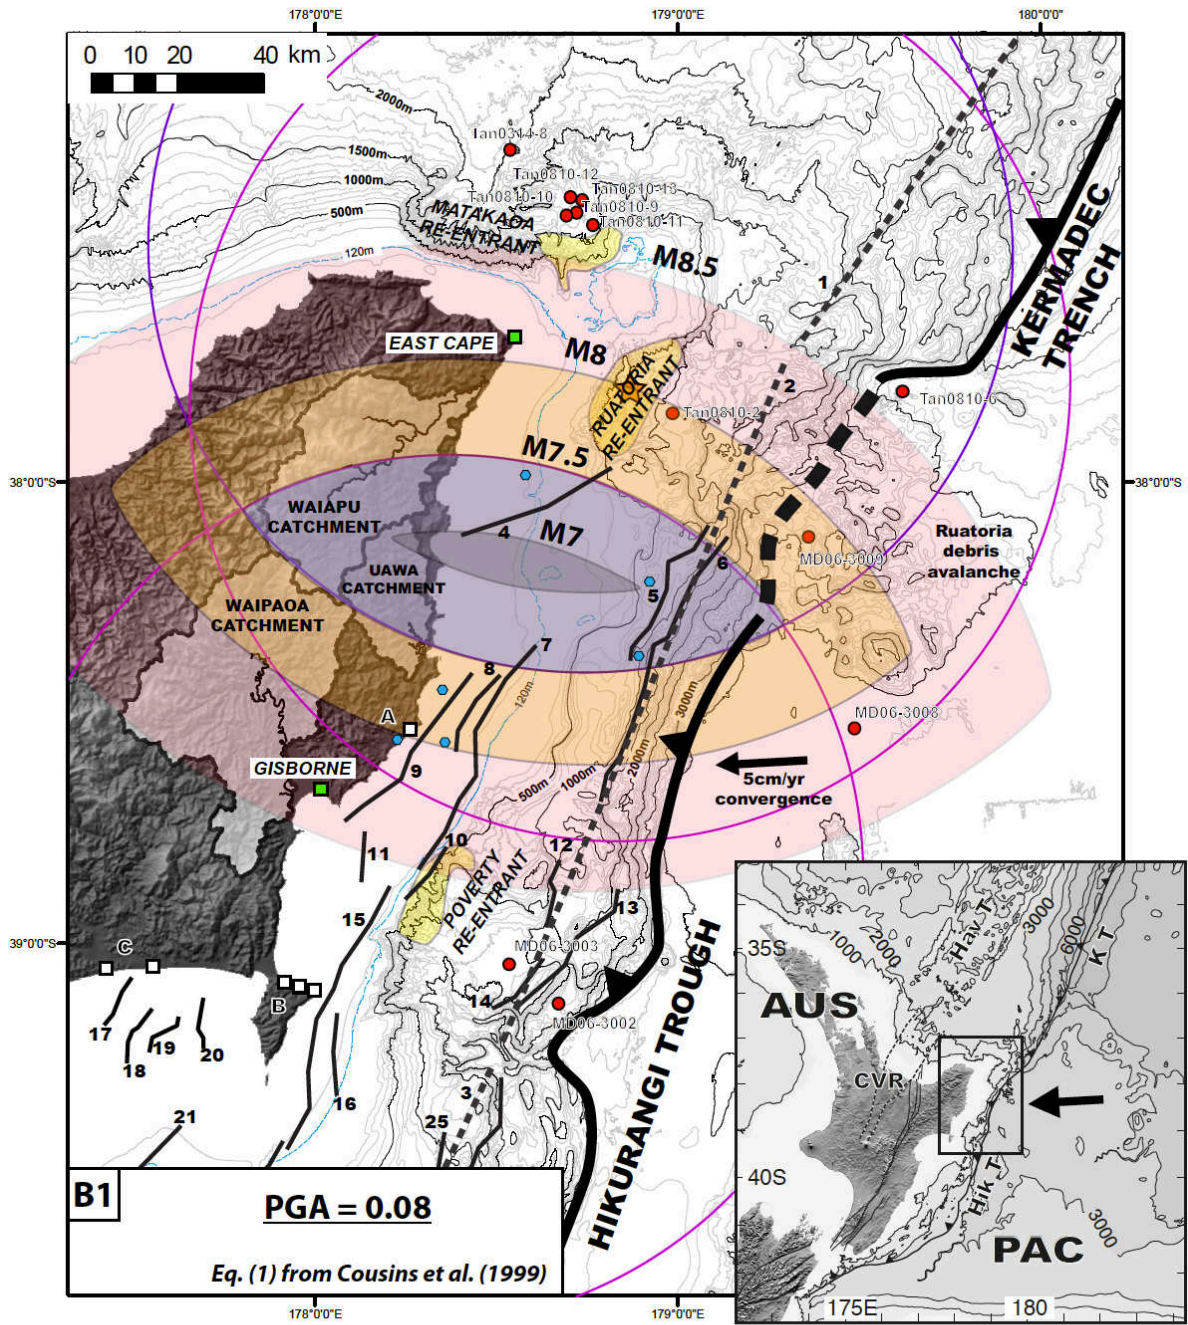 178°0'0"E
179°0'0"E
180°0'0"
0 10 20 40 km
2000m
1500m
1000m
500m
120m
Tan0314-8
Tan0810-12
Tan0810-13
Tan0810-10
Tan0810-9
Tan0810-11
MATAKAOA
RE-ENTRANT
M8.5
1
KERMADEC
TRENCH
EAST CAPE
M8
2
RUATORIA
RE-ENTRANT
Tan0810-2
Tan0810-6
M7.5
38°0'0"S
38°0'0"S
WAIAPU
CATCHMENT
4
M7
6
MD06-3009
Ruatoria
debris
avalanche
UAWA
CATCHMENT
5
WAIPAOA
CATCHMENT
7
8
120m
3000m
A
MD06-3008
GISBORNE
9
2000m
1000m
500m
5cm/yr
convergence
10
11
12
POVERTY
RE-ENTRANT
13
15
39°0'0"S
C
MD06-3003
B
14
MD06-3002
17
18
19
20
16
3
21
25
HIKURANGI TROUGH
B1
PGA = 0.08
Eq. (1) from Cousins et al. (1999)
178°0'0"E
179°0'0"E
35S
1000
2000
Hav T
3000
6000
K T
AUS
CVR
40S
Hik T
3000
PAC
175E
180